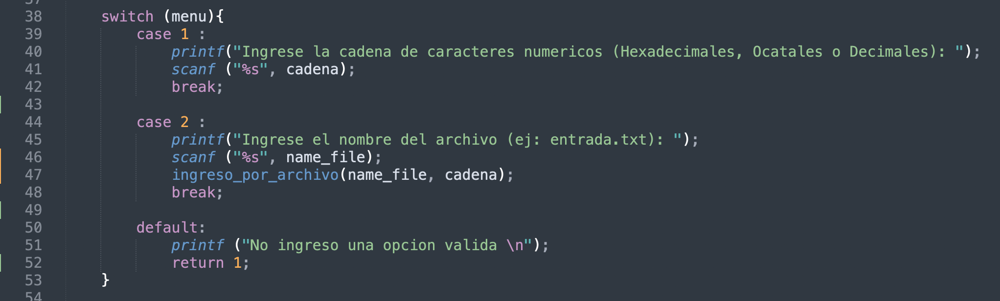 37
38 switch (menu){
39 case 1 :
40 printf("Ingrese la cadena de caracteres numericos (Hexadecimales, Ocatales o Decimales): ");
41 scanf ("%s", cadena);
42 break;
43
44 case 2 :
45 printf("Ingrese el nombre del archivo (ej: entrada.txt): ");
46 scanf ("%s", name_file);
47 ingreso_por_archivo(name_file, cadena);
48 break;
49
50 default:
51 printf ("No ingreso una opcion valida \n");
52 return 1;
53 }
54